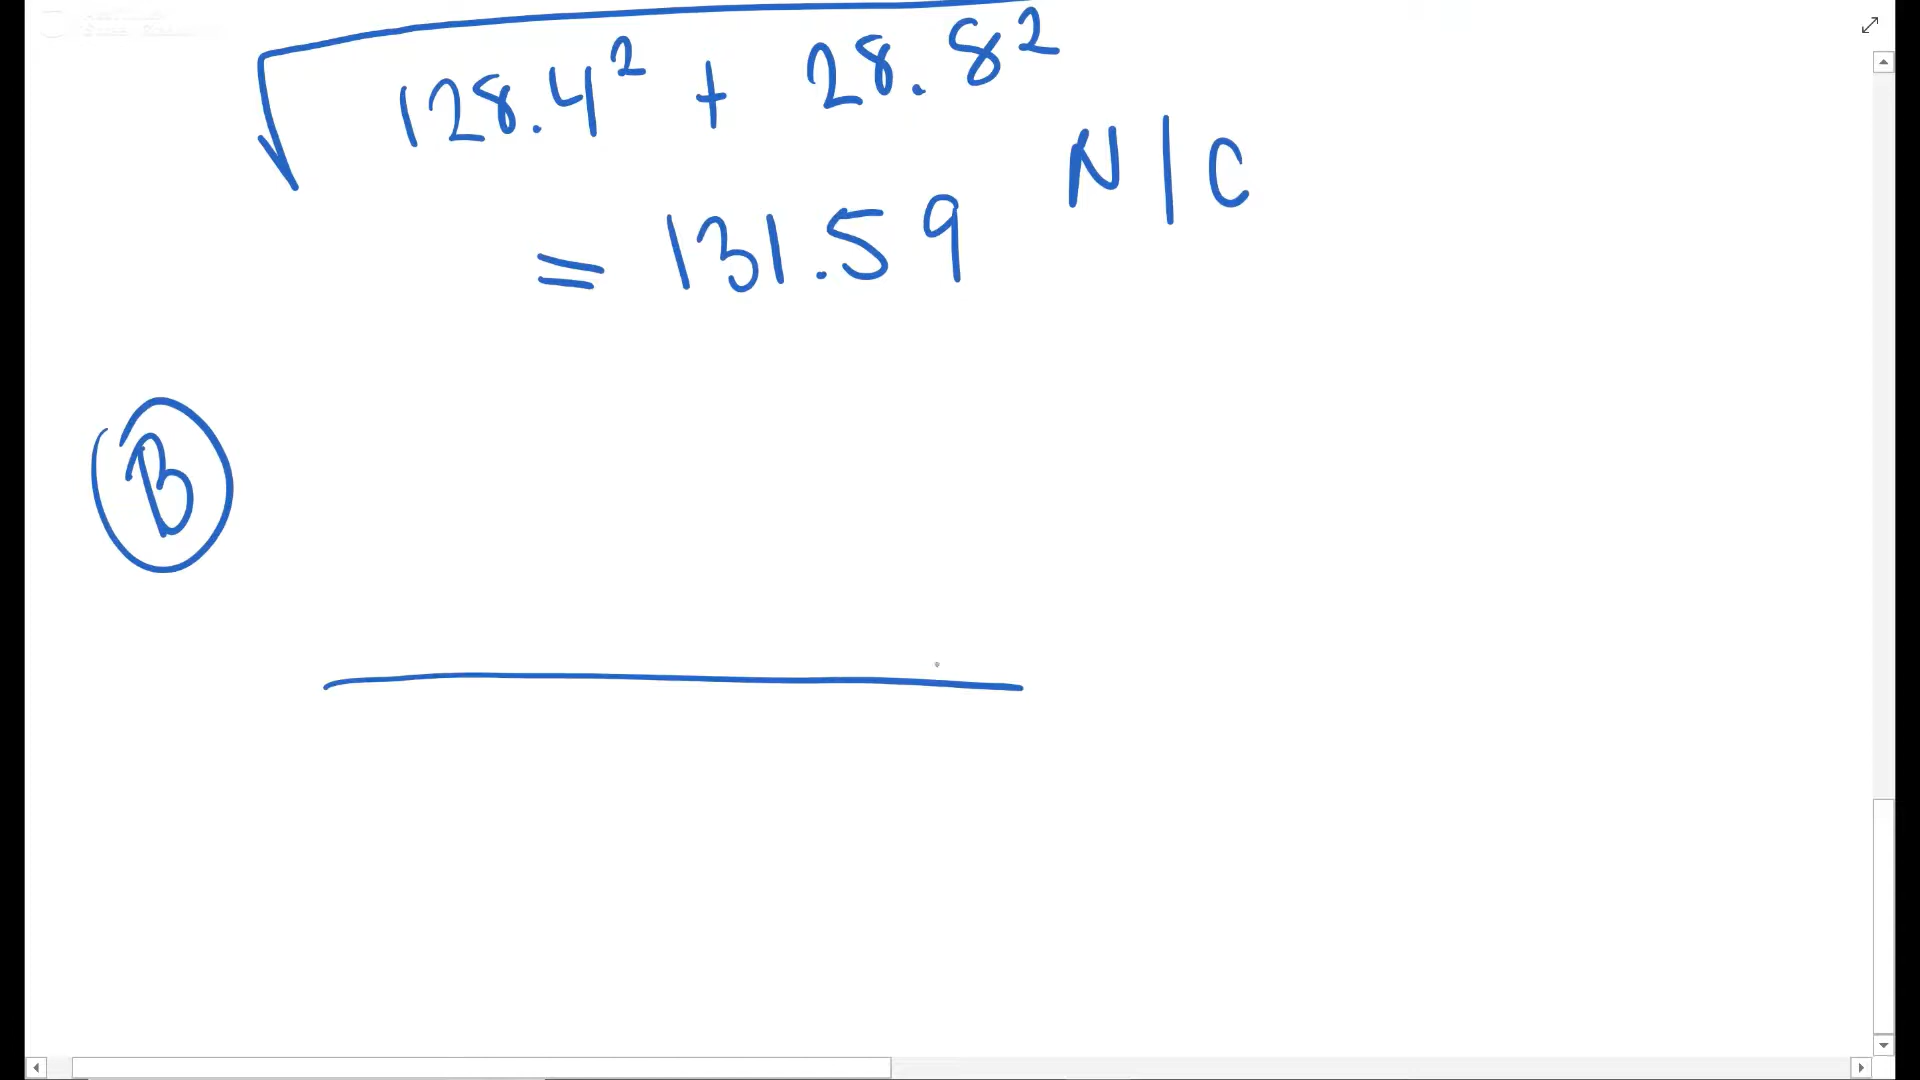 √128.4² + 28.8²
= 131.59 N/C
B